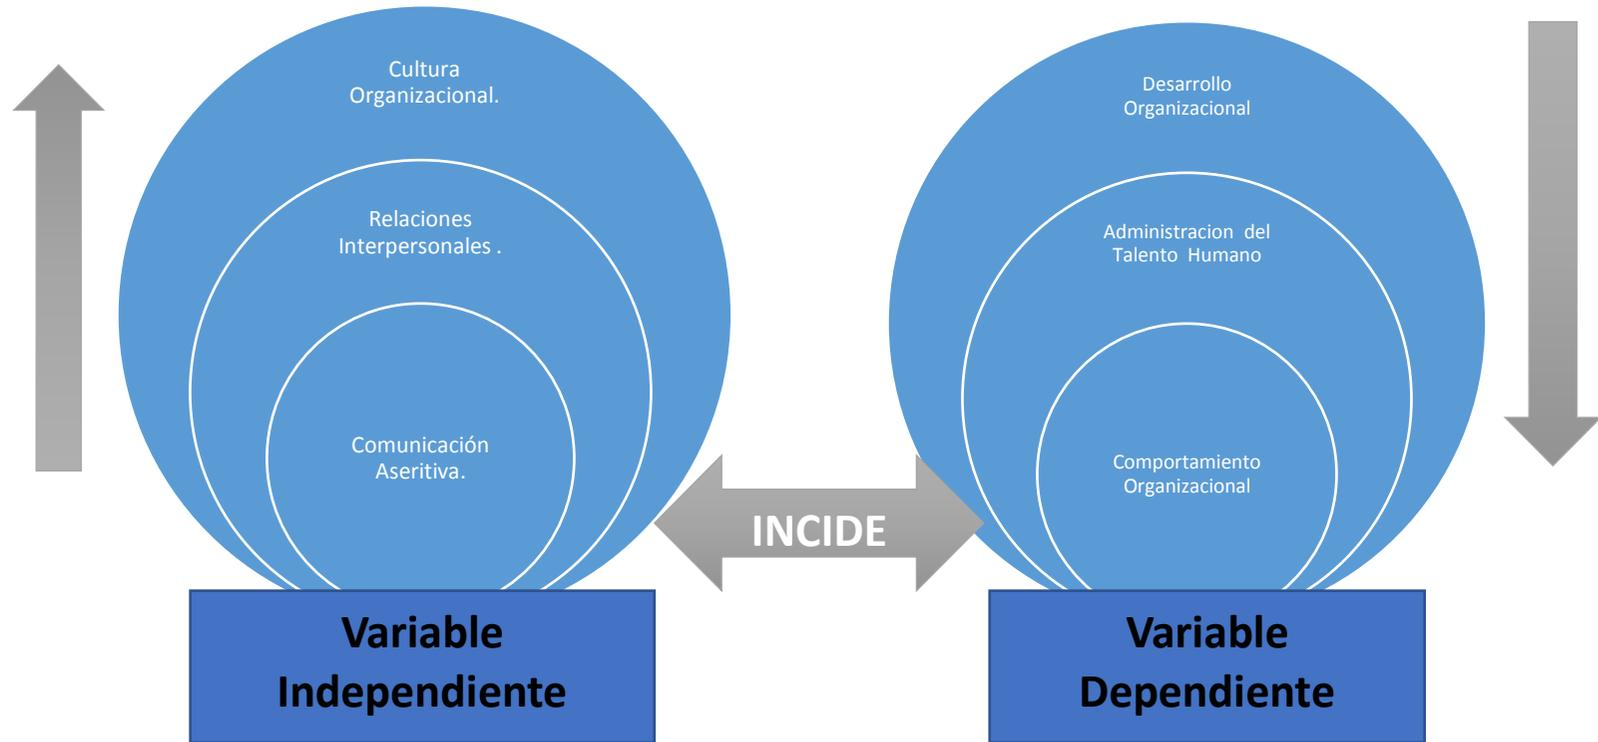 Cultura
Organizacional.
Relaciones
Interpersonales .
Comunicación
Aseritiva.
Variable
Independiente
INCIDE
Desarrollo
Organizacional
Administracion del
Talento Humano
Comportamiento
Organizacional
Variable
Dependiente